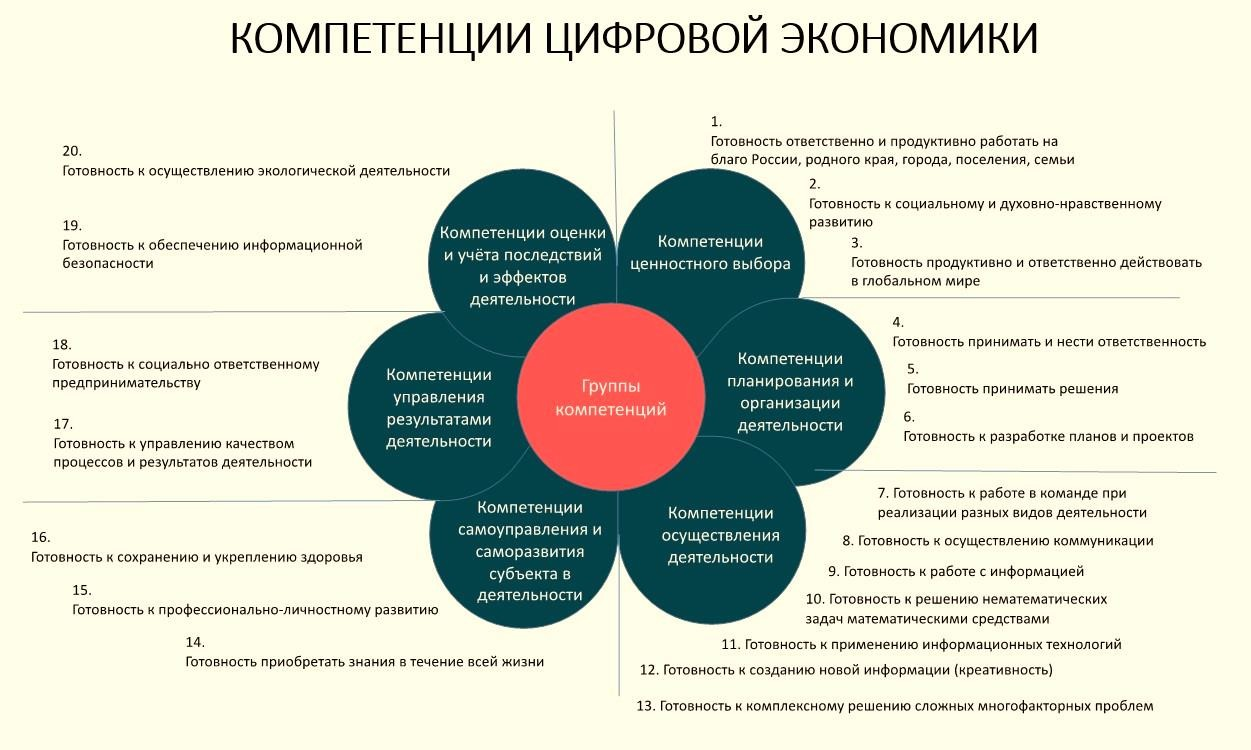 КОМПЕТЕНЦИИ ЦИФРОВОЙ ЭКОНОМИКИ
1.
Готовность ответственно и продуктивно работать на
благо России, родного края, города, поселения, семьи
2.
Готовность к социальному и духовно-нравственному
развитию
3.
Готовность продуктивно и ответственно действовать
в глобальном мире
4.
Готовность принимать и нести ответственность
5.
Готовность принимать решения
6.
Готовность к разработке планов и проектов
7. Готовность к работе в команде при
реализации разных видов деятельности
8. Готовность к осуществлению коммуникации
9. Готовность к работе с информацией
10. Готовность к решению нематематических
задач математическими средствами
11. Готовность к применению информационных технологий
12. Готовность к созданию новой информации (креативность)
13. Готовность к комплексному решению сложных многофакторных проблем
14.
Готовность приобретать знания в течение всей жизни
15.
Готовность к профессионально-личностному развитию
16.
Готовность к сохранению и укреплению здоровья
17.
Готовность к управлению качеством
процессов и результатов деятельности
18.
Готовность к социально ответственному
предпринимательству
19.
Готовность к обеспечению информационной
безопасности
20.
Готовность к осуществлению экологической деятельности
Компетенции
ценностного выбора
Компетенции
планирования и
организации
деятельности
Компетенции
осуществления
деятельности
Компетенции
самоуправления и
саморазвития
субъекта в
деятельности
Компетенции
управления
результатами
деятельности
Компетенции оценки
и учёта последствий
и эффектов
деятельности
Группы
компетенций